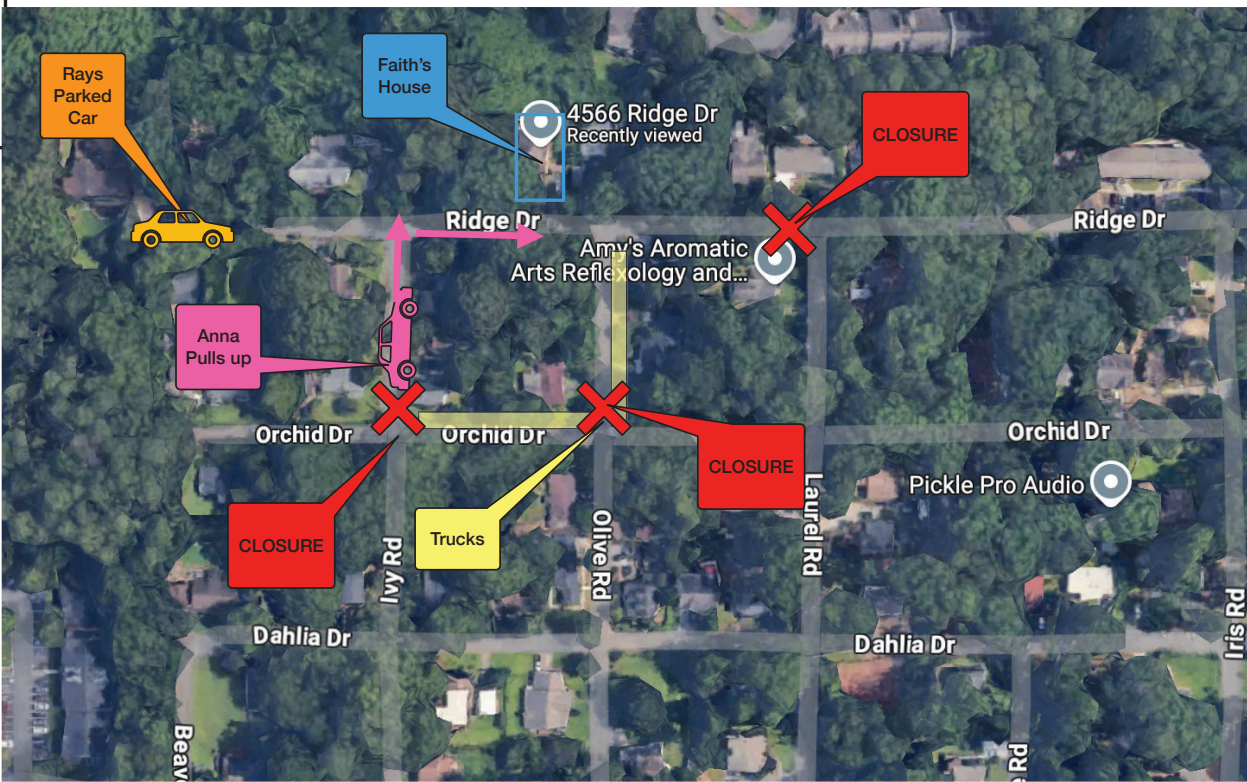 Rays
Parked
Car
Faith's
House
4566 Ridge Dr
Recently viewed
CLOSURE
Ridge Dr
Ridge Dr
Amy's Aromatic
Arts Reflexology and...
Anna
Pulls up
Orchid Dr
Orchid Dr
Orchid Dr
CLOSURE
Laurel Rd
Pickle Pro Audio
CLOSURE
Trucks
Ivy Rd
Olive Rd
Iris Rd
Dahlia Dr
Dahlia Dr
Beav
Rd